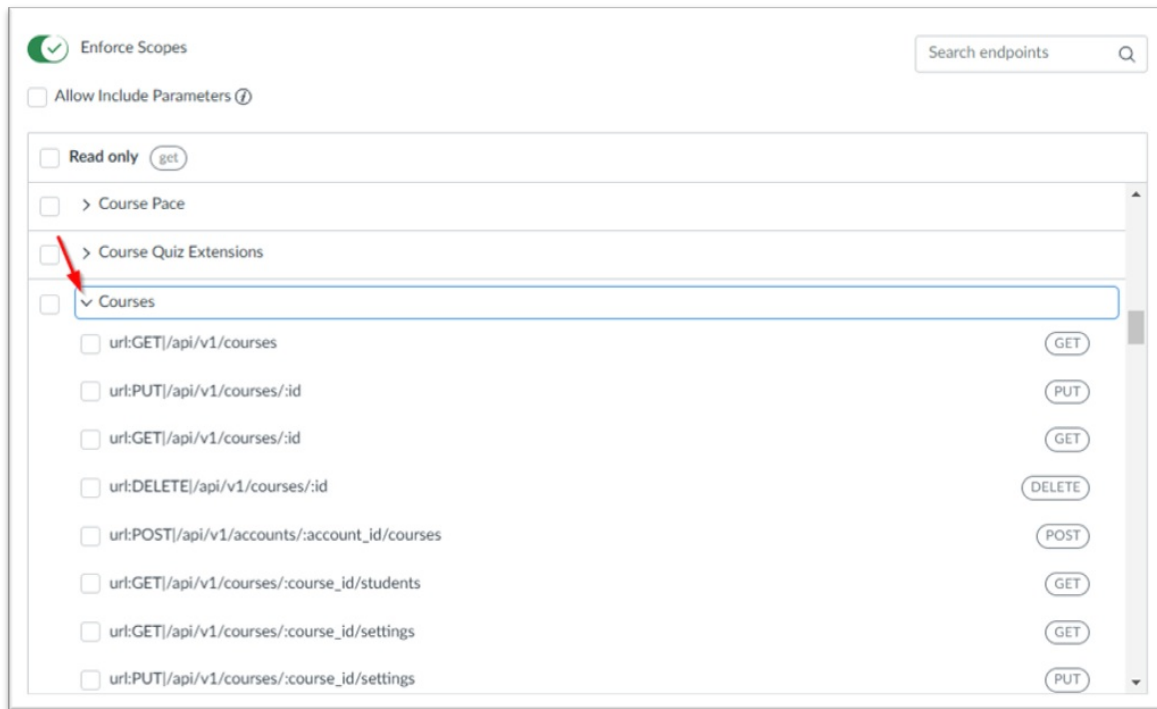 Enforce Scopes
Search endpoints
Allow Include Parameters
Read only get
Course Pace
Course Quiz Extensions
Courses
url:GET|/api/v1/courses GET
url:PUT|/api/v1/courses/:id PUT
url:GET|/api/v1/courses/:id GET
url:DELETE|/api/v1/courses/:id DELETE
url:POST|/api/v1/accounts/:account_id/courses POST
url:GET|/api/v1/courses/:course_id/students GET
url:GET|/api/v1/courses/:course_id/settings GET
url:PUT|/api/v1/courses/:course_id/settings PUT